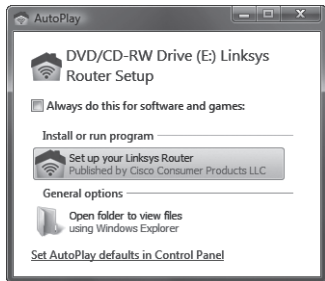 AutoPlay
DVD/CD-RW Drive (E:) Linksys
Router Setup
Always do this for software and games:
Install or run program
Set up your Linksys Router
Published by Cisco Consumer Products LLC
General options
Open folder to view files
using Windows Explorer
Set AutoPlay defaults in Control Panel